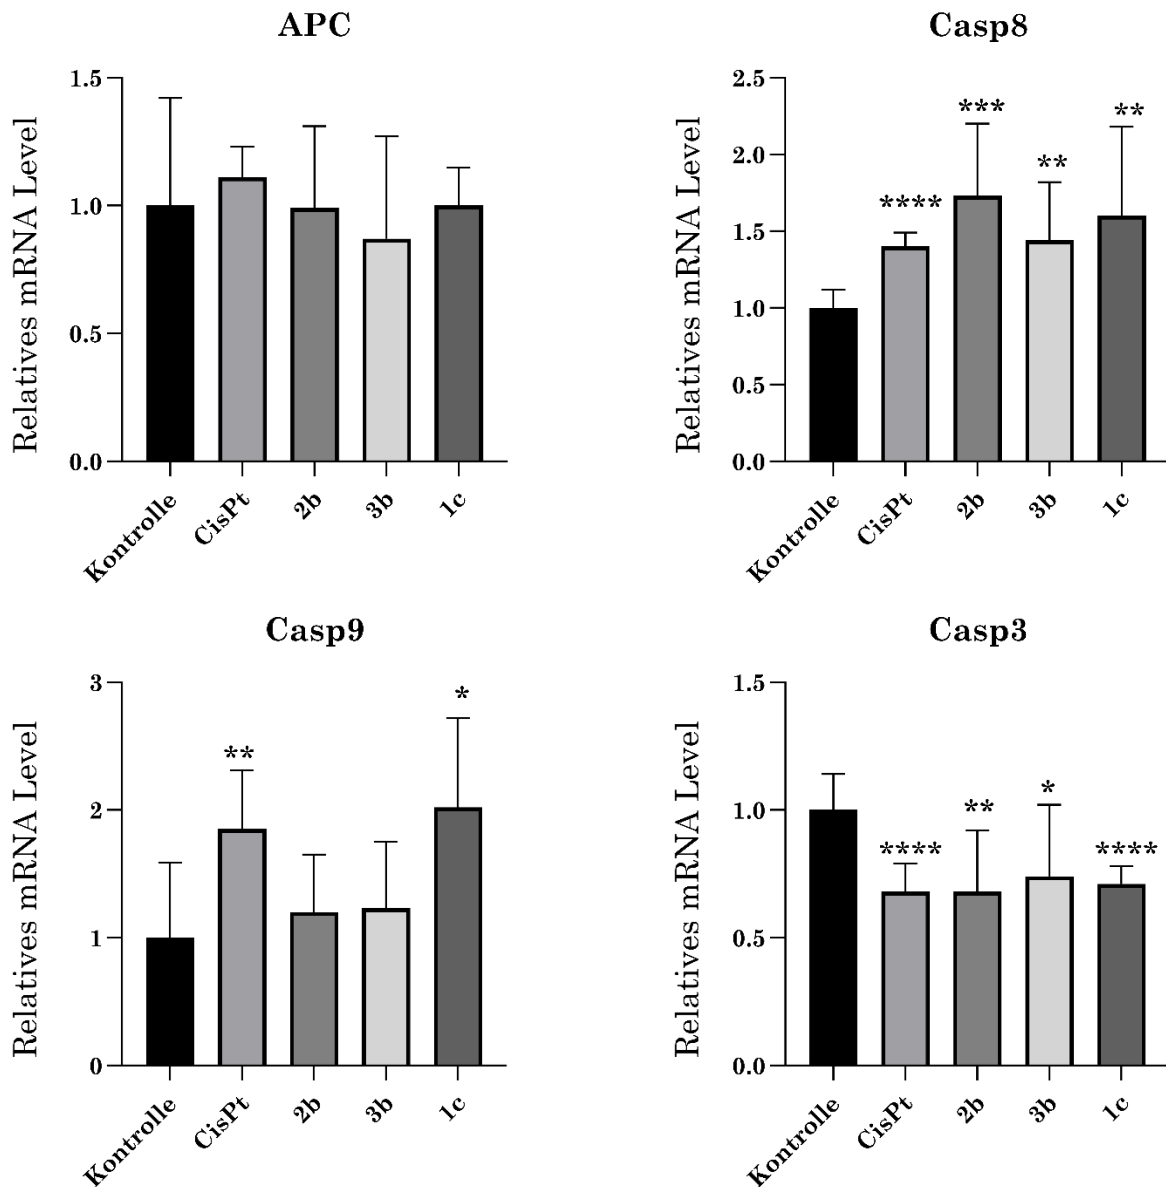 APC
Relatives mRNA Level
1.5
1.0
0.5
0.0
Kontrolle
CisPt
2b
3b
1c
Casp8
Relatives mRNA Level
2.5
2.0
1.5
1.0
0.5
0.0
****
***
**
**
Kontrolle
CisPt
2b
3b
1c
Casp9
Relatives mRNA Level
3
2
1
0
**
*
Kontrolle
CisPt
2b
3b
1c
Casp3
Relatives mRNA Level
1.5
1.0
0.5
0.0
****
**
*
****
Kontrolle
CisPt
2b
3b
1c